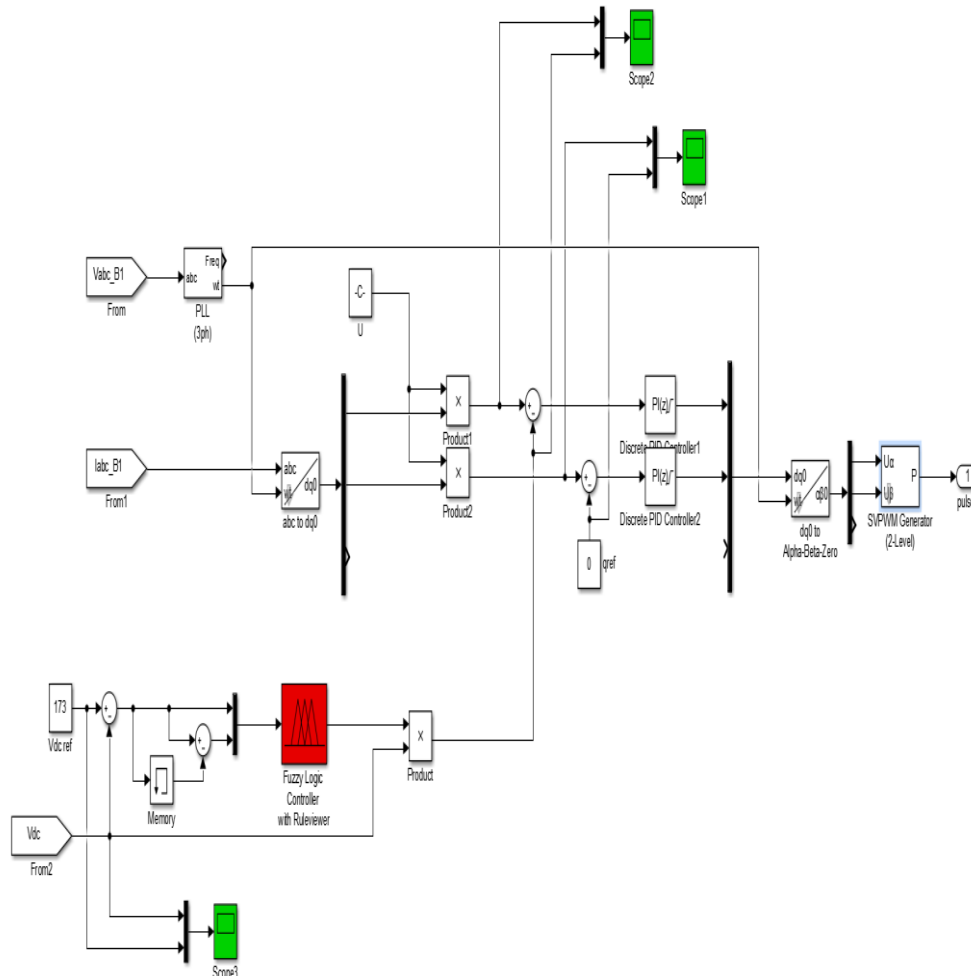 Scope2
Scope1
Vabc_B1
From
abc
Freq
wt
PLL
(3ph)
-C-
U
×
Product1
×
Product2
+
-
+
-
PI(z)
Discrete PID Controller1
PI(z)
Discrete PID Controller2
Iabc_B1
From1
abc
wt
dq0
abc to dq0
0
qref
dq0
wt
αβ0
dq0 to
Alpha-Beta-Zero
Uα
Uβ
P
SVPWM Generator
(2-Level)
1
pulse
173
Vdc ref
+
-
+
-
Memory
Fuzzy Logic
Controller
with Ruleviewer
×
Product
Vdc
From2
Scope3